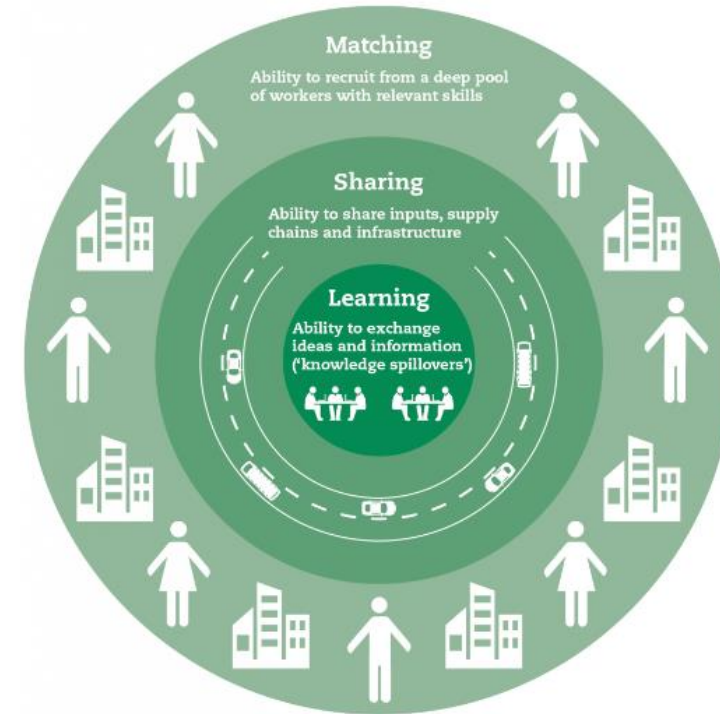 Matching
Ability to recruit from a deep pool
of workers with relevant skills
Sharing
Ability to share inputs, supply
chains and infrastructure
Learning
Ability to exchange
ideas and information
(‘knowledge spillovers’)